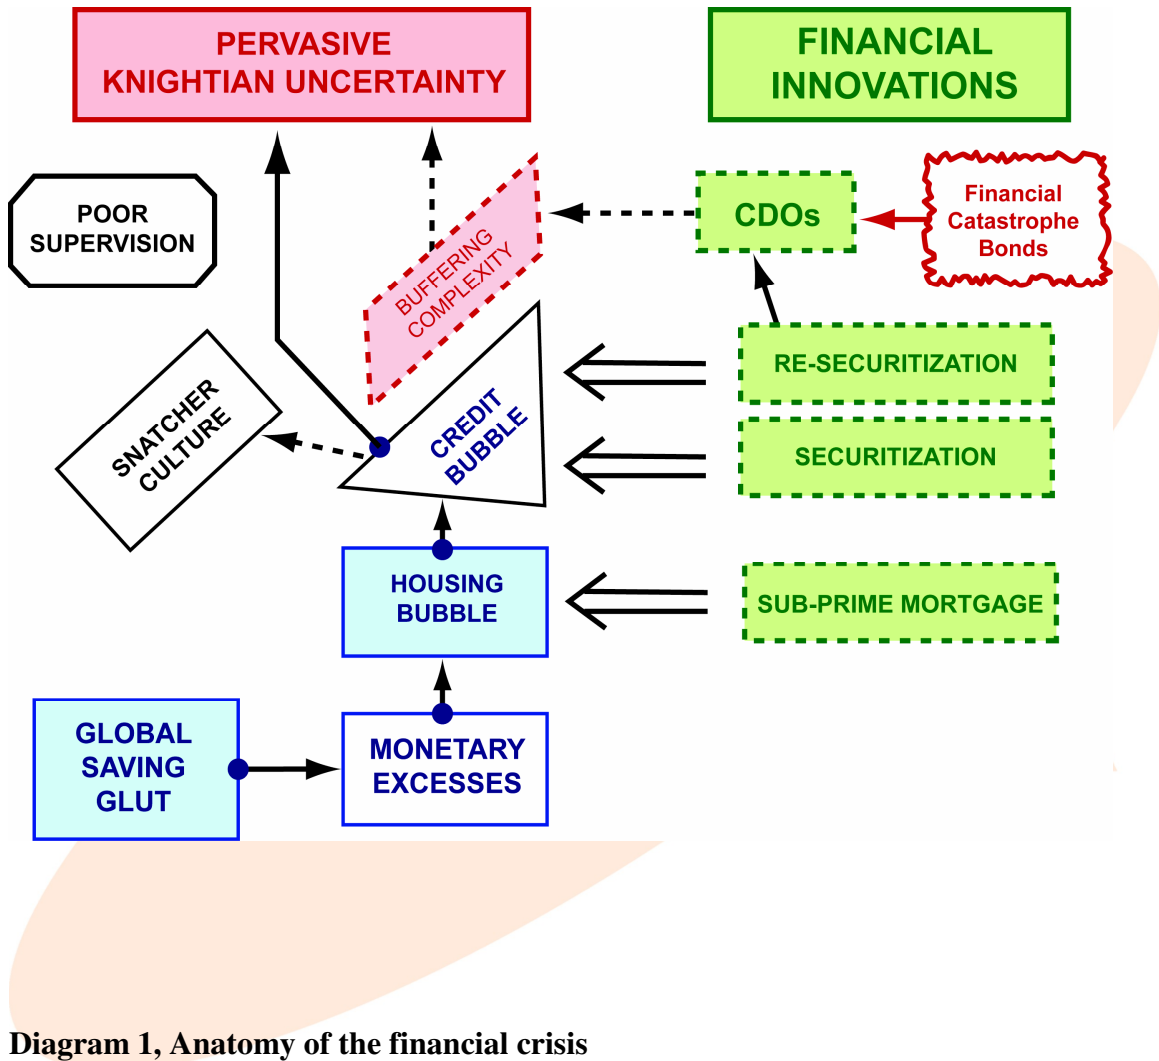 PERVASIVE
KNIGHTIAN UNCERTAINTY
FINANCIAL
INNOVATIONS
POOR
SUPERVISION
BUFFERING
COMPLEXITY
CDOs
Financial
Catastrophe
Bonds
RE-SECURITIZATION
SNATCHER
CULTURE
CREDIT
BUBBLE
SECURITIZATION
HOUSING
BUBBLE
SUB-PRIME MORTGAGE
GLOBAL
SAVING
GLUT
MONETARY
EXCESSES
Diagram 1, Anatomy of the financial crisis